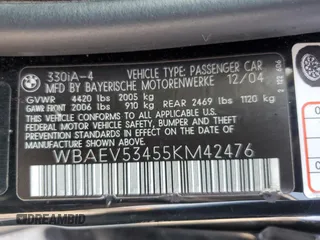 330iA-4 VEHICLE TYPE: PASSENGER CAR
MFD BY BAYERISCHE MOTORENWERKE 12/04
GVWR 4420 lbs 2005 kg
GAWR FRONT 2006 lbs 910 kg REAR 2469 lbs 1120 kg
THIS VEHICLE CONFORMS TO ALL APPLICABLE FEDERAL
MOTOR VEHICLE SAFETY, BUMPER, AND THEFT
PREVENTION STANDARDS IN EFFECT ON THE DATE OF
MANUFACTURE SHOWN ABOVE.
WBAEV53455KM42476
DREAMBID